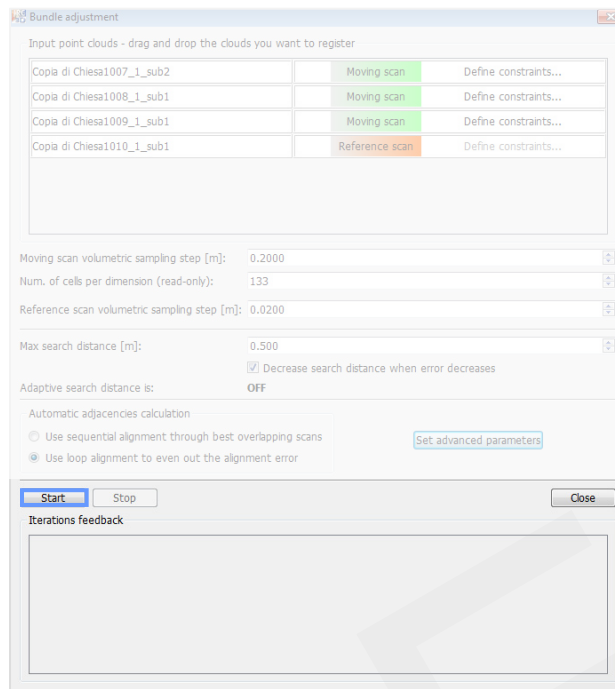 Bundle adjustment
Input point clouds - drag and drop the clouds you want to register
Copia di Chiesa1007_1_sub2 Moving scan Define constraints...
Copia di Chiesa1008_1_sub1 Moving scan Define constraints...
Copia di Chiesa1009_1_sub1 Moving scan Define constraints...
Copia di Chiesa1010_1_sub1 Reference scan Define constraints...
Moving scan volumetric sampling step [m]: 0.2000
Num. of cells per dimension (read-only): 133
Reference scan volumetric sampling step [m]: 0.0200
Max search distance [m]: 0.500
Decrease search distance when error decreases
Adaptive search distance is: OFF
Automatic adjacencies calculation
Use sequential alignment through best overlapping scans
Set advanced parameters
Use loop alignment to even out the alignment error
Start Stop Close
Iterations feedback